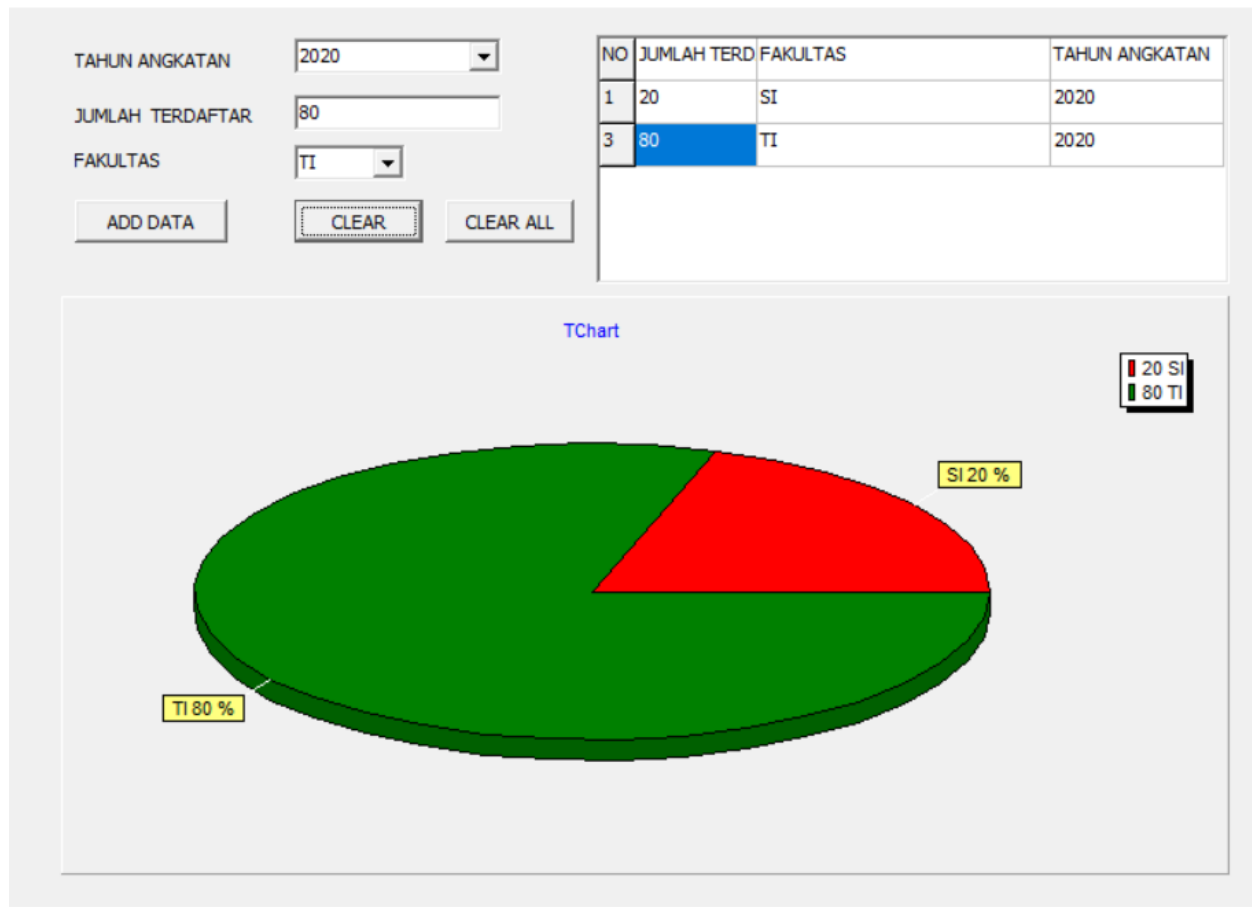 TAHUN ANGKATAN 2020
JUMLAH TERDAFTAR 80
FAKULTAS TI
ADD DATA CLEAR CLEAR ALL
NO JUMLAH TERD FAKULTAS TAHUN ANGKATAN
1 20 SI 2020
3 80 TI 2020
TChart
20 SI
80 TI
SI 20 %
TI 80 %